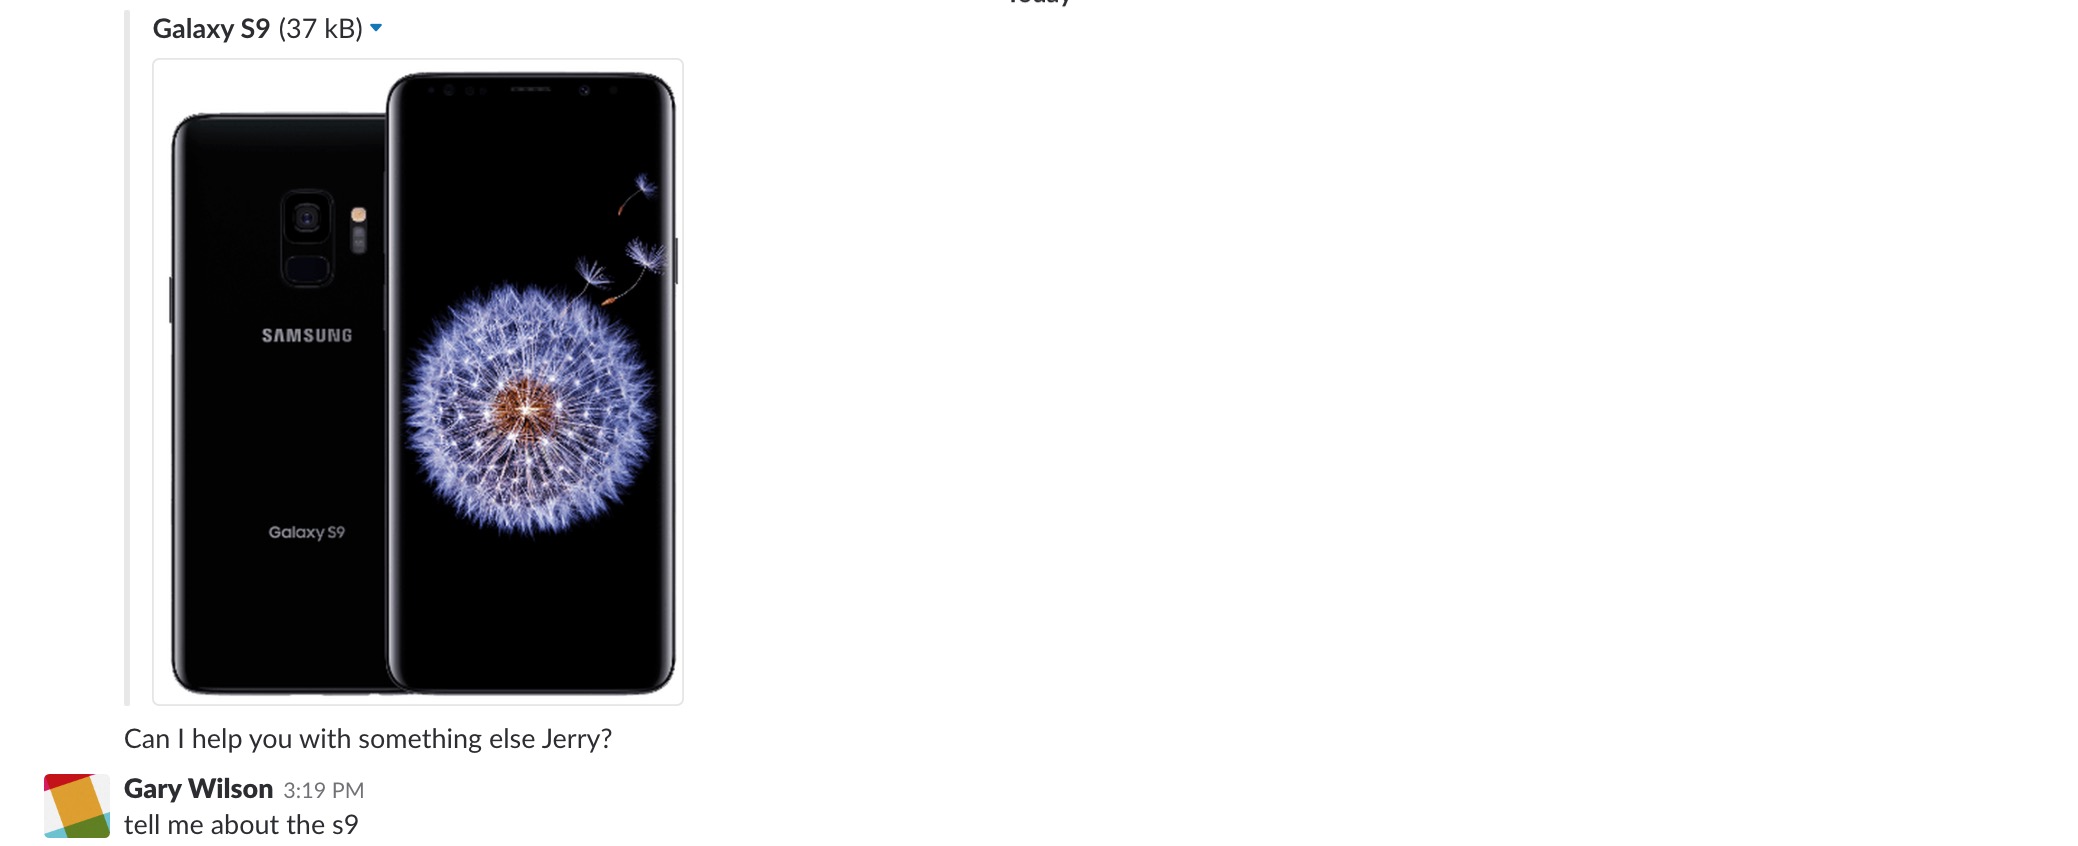 Today
Galaxy S9 (37 kB)
SAMSUNG
Galaxy S9
Can I help you with something else Jerry?
Gary Wilson 3:19 PM
tell me about the s9